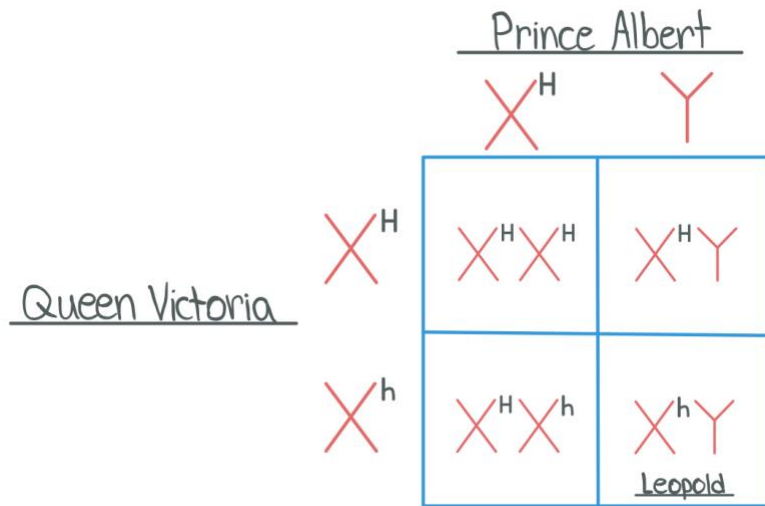 Prince Albert
X^H Y
X^H X^H X^H X^H Y
Queen Victoria
X^h X^H X^h X^h Y
Leopold